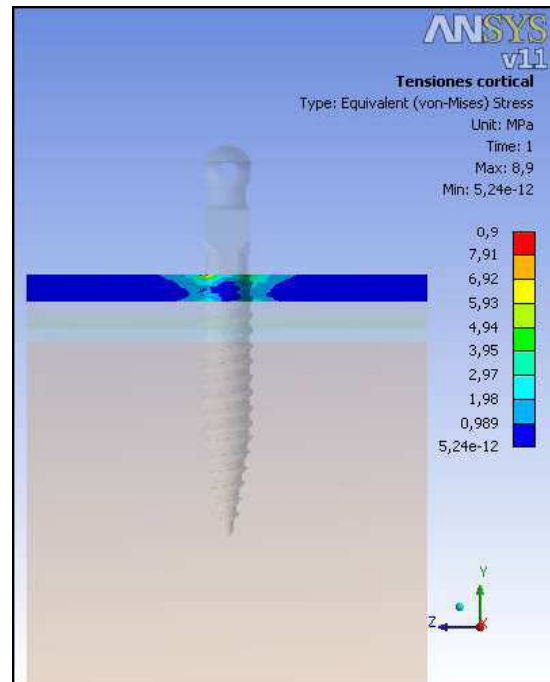 ANSYS
v11
Tensiones cortical
Type: Equivalent (von-Mises) Stress
Unit: MPa
Time: 1
Max: 8,9
Min: 5,24e-12
0,9
7,91
6,92
5,93
4,94
3,95
2,97
1,98
0,989
5,24e-12
Y
Z
X